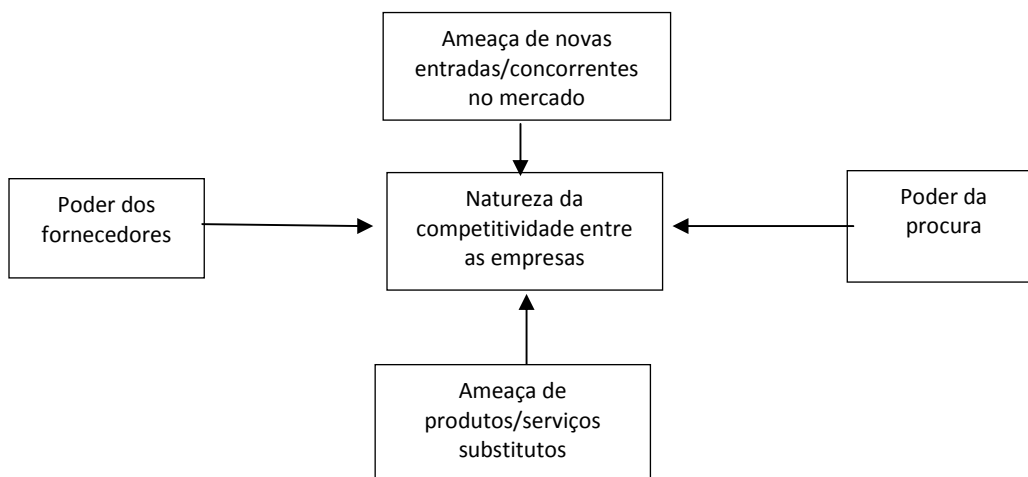 Ameaça de novas
entradas/concorrentes
no mercado
Poder dos
fornecedores
Natureza da
competitividade entre
as empresas
Poder da
procura
Ameaça de
produtos/serviços
substitutos